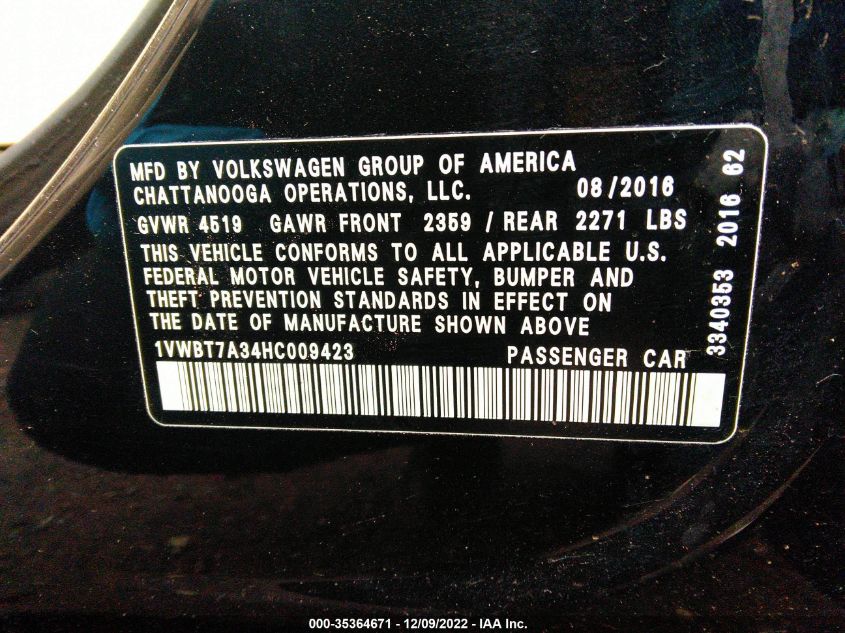 MFD BY VOLKSWAGEN GROUP OF AMERICA
CHATTANOOGA OPERATIONS, LLC. 08/2016
GVWR 4519 GAWR FRONT 2359 / REAR 2271 LBS
THIS VEHICLE CONFORMS TO ALL APPLICABLE U.S.
FEDERAL MOTOR VEHICLE SAFETY, BUMPER AND
THEFT PREVENTION STANDARDS IN EFFECT ON
THE DATE OF MANUFACTURE SHOWN ABOVE
1VWBT7A34HC009423 PASSENGER CAR
3340353 2016 62
000-35364671 - 12/09/2022 - IAA Inc.